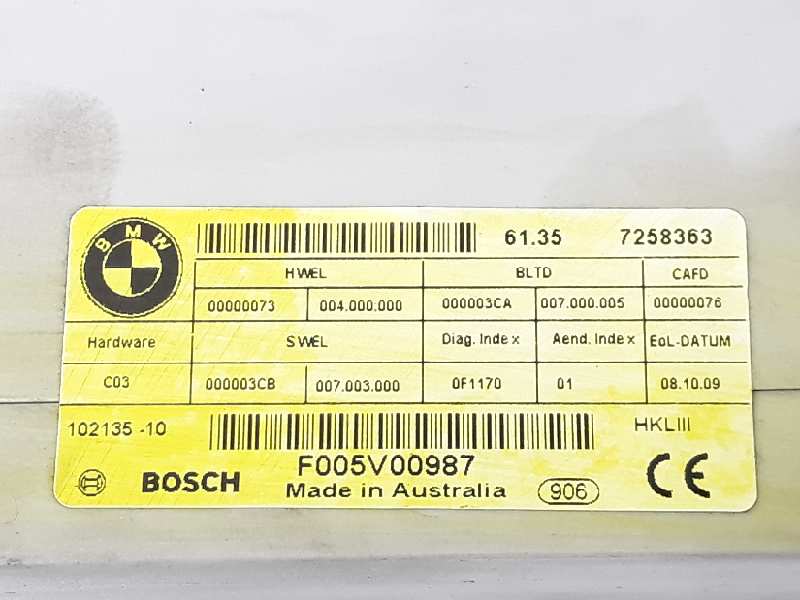 BMW
61.35 7258363
HWEL BLTD CAFD
00000073 004.000.000 000003CA 007.000.005 00000076
Hardware SWEL Diag. Index Aend. Index EoL-DATUM
C03 000003CB 007.003.000 0F1170 01 08.10.09
102135 -10 HKLIII
F005V00987
BOSCH Made in Australia 906 CE